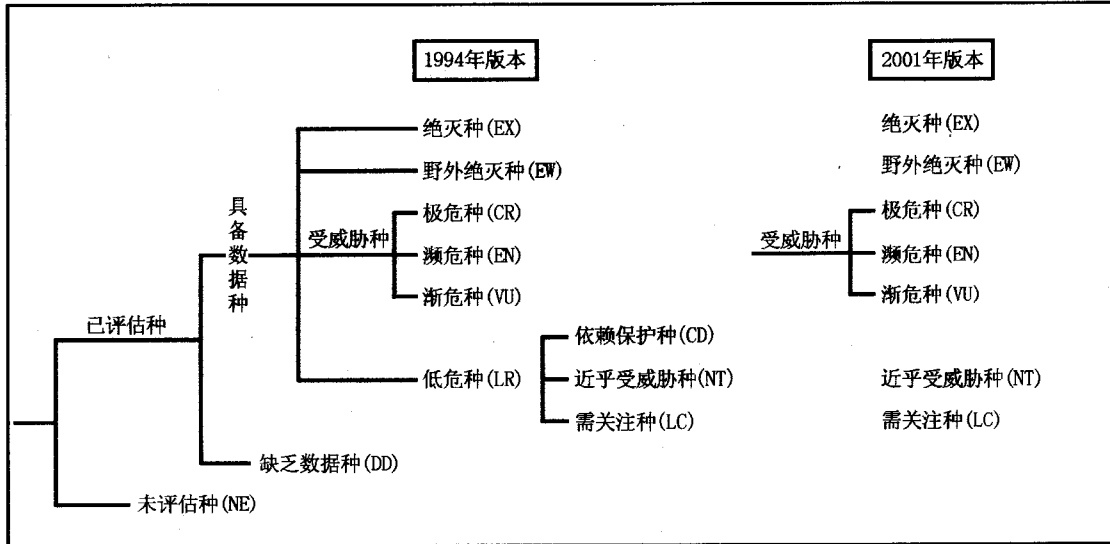 1994年版本
2001年版本
绝灭种(EX)
绝灭种(EX)
野外绝灭种(EW)
野外绝灭种(EW)
具备数据种
受威胁种
极危种(CR)
濒危种(EN)
渐危种(VU)
受威胁种
极危种(CR)
濒危种(EN)
渐危种(VU)
已评估种
低危种(LR)
依赖保护种(CD)
近乎受威胁种(NT)
需关注种(LC)
近乎受威胁种(NT)
需关注种(LC)
缺乏数据种(DD)
未评估种(NE)